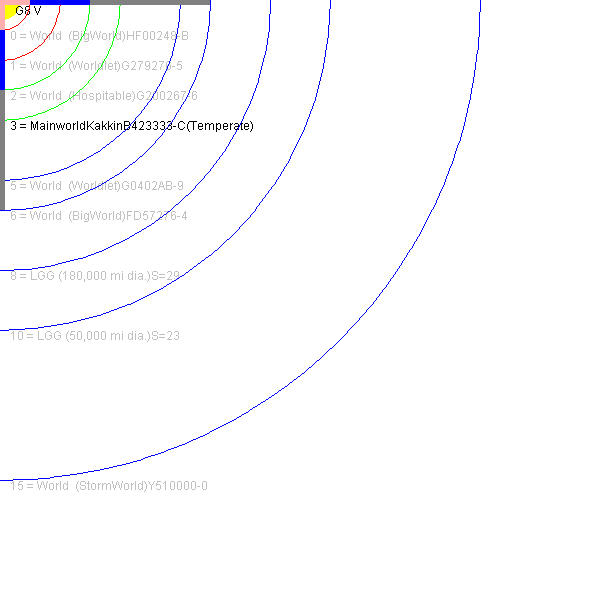 G8 V
0 = World (BigWorld)HF00248-B
1 = World (Worldlet)G279276-5
2 = World (Hospitable)G200267-6
3 = MainworldKakkinB423333-C(Temperate)
5 = World (Worldlet)G0402AB-9
6 = World (BigWorld)FD57276-4
8 = LGG (180,000 mi dia.)S=29
10 = LGG (50,000 mi dia.)S=23
15 = World (StormWorld)Y510000-0